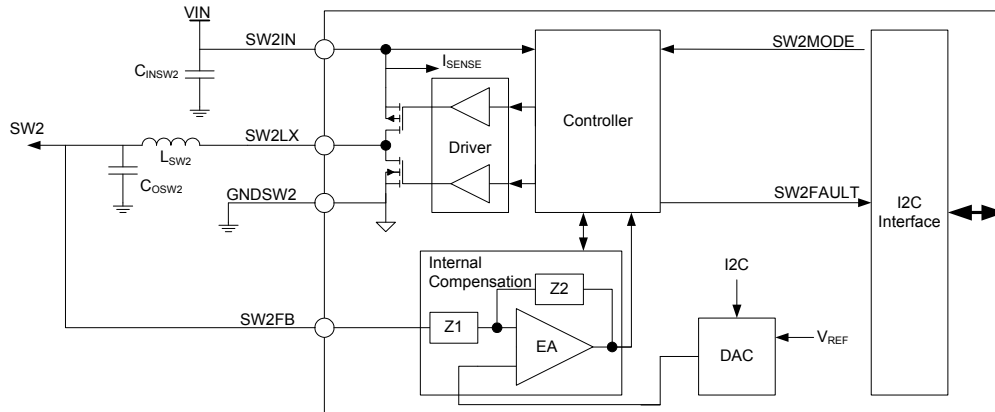 VIN
SW2IN
SW2MODE
CINSW2
ISENSE
Controller
SW2
SW2LX
Driver
LSW2
COSW2
GNDSW2
SW2FAULT
I2C
Interface
Internal
Compensation
I2C
Z2
SW2FB
Z1
EA
DAC
VREF